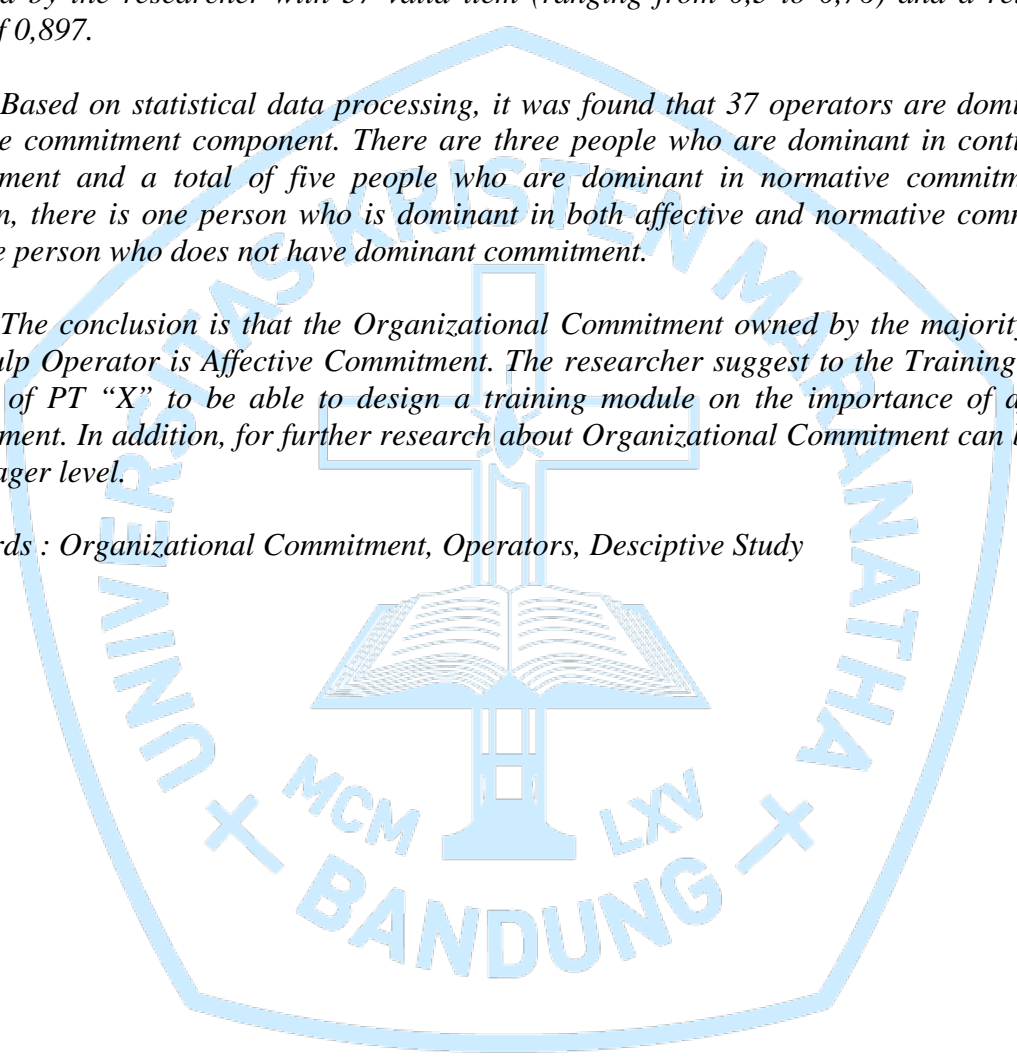 by the researcher with 37 valid item (ranging from 0,3 to and a rel
f 0,897.
Based on statistical data processing, it was found that 37 operators are domi
e commitment component. There are three people who are dominant in conti
ment and a total of five people who are dominant in normative commitm
n, there is one person who is dominant in both affective and normative comm
e person who does not have dominant commitment.
The conclusion is that the Organizational Commitment owned by the majority
ulp Operator is Affective Commitment. The researcher suggest to the Training
of PT “X” to be able to design a training module on the importance of a
ment. In addition, for further research about Organizational Commitment can b
ager level.
rds : Organizational Commitment, Operators, Desciptive Study
UNIVERSITAS KRISTEN MARANATHA
MCM LXV
BANDUNG